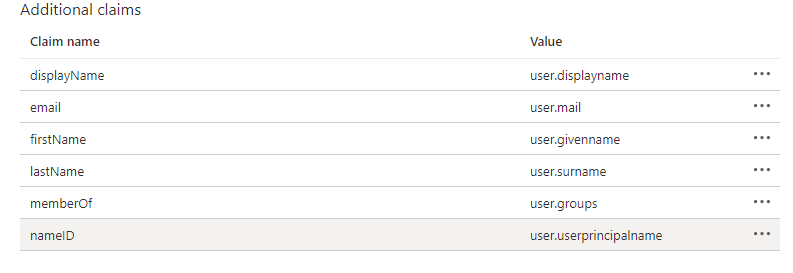 Additional claims
Claim name Value
displayName user.displayname
email user.mail
firstName user.givenname
lastName user.surname
memberOf user.groups
nameID user.userprincipalname